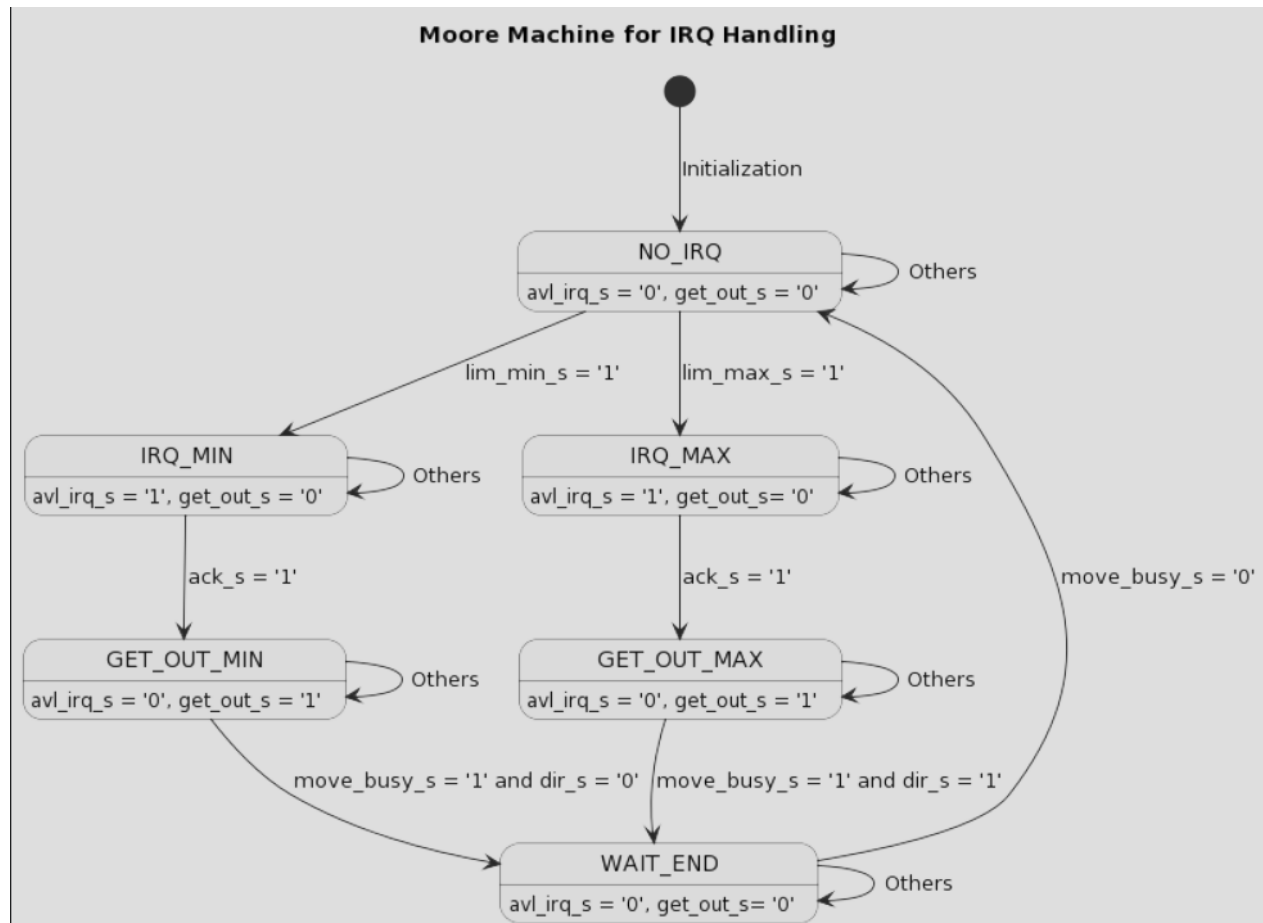 Moore Machine for IRQ Handling
Initialization
NO_IRQ
avl_irq_s = '0', get_out_s = '0'
Others
lim_min_s = '1'
lim_max_s = '1'
IRQ_MIN
avl_irq_s = '1', get_out_s = '0'
Others
IRQ_MAX
avl_irq_s = '1', get_out_s= '0'
Others
ack_s = '1'
ack_s = '1'
move_busy_s = '0'
GET_OUT_MIN
avl_irq_s = '0', get_out_s = '1'
Others
GET_OUT_MAX
avl_irq_s = '0', get_out_s = '1'
Others
move_busy_s = '1' and dir_s = '0'
move_busy_s = '1' and dir_s = '1'
WAIT_END
avl_irq_s = '0', get_out_s= '0'
Others